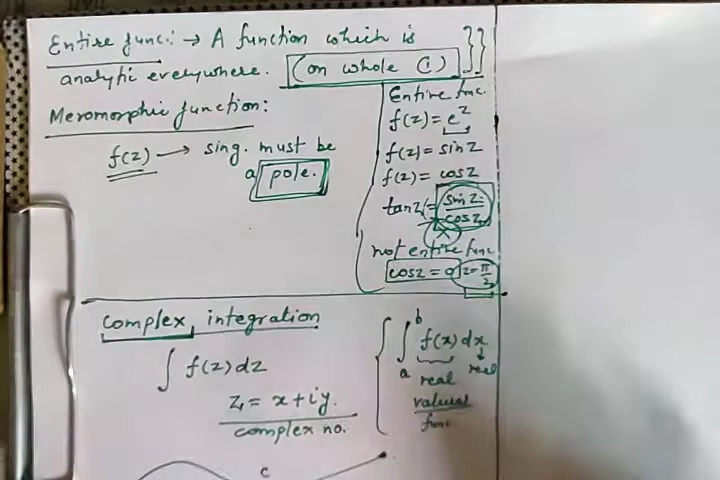 Entire func: → A function which is
analytic everywhere. (on whole ℂ)
Meromorphic function:
f(z) → sing. must be
a pole.
Entire func.
f(z) = e^z
f(z) = sin z
f(z) = cos z
tan z = sin z / cos z
not entire func
cos z = 0 z = π/2
complex integration
∫ f(z) dz
z = x + iy.
complex no.
∫_a^b f(x) dx
real real
valued
func
c